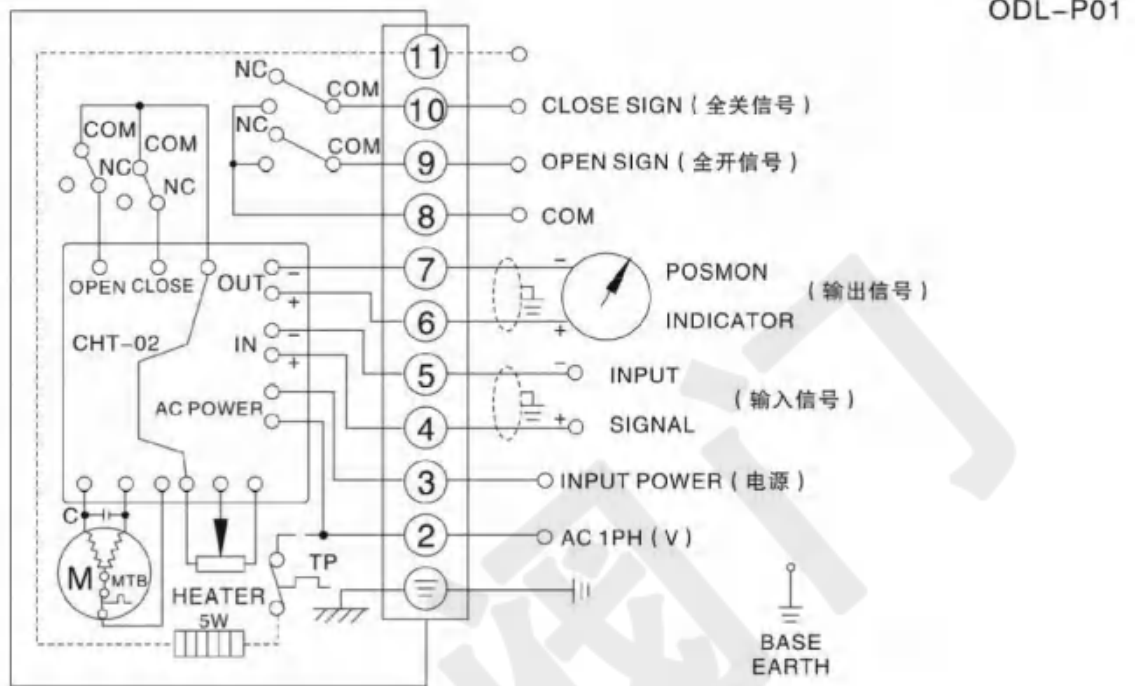 ODL-P01
11
NC
COM
10
CLOSE SIGN (全关信号)
NC
COM
9
OPEN SIGN (全开信号)
COM
COM
NC
NC
8
COM
OPEN CLOSE
OUT
-
+
7
-
POSMON
(输出信号)
6
+
INDICATOR
CHT-02
IN
-
+
5
-
INPUT
(输入信号)
AC POWER
4
+
SIGNAL
3
INPUT POWER (电源)
C
2
AC 1PH (V)
TP
M
MTB
HEATER
5W
BASE
EARTH
阀门